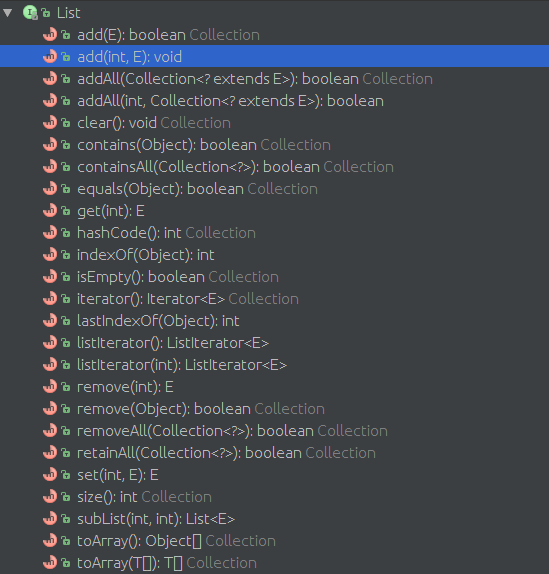 List
add(E): boolean Collection
add(int, E): void
addAll(Collection<? extends E>): boolean Collection
addAll(int, Collection<? extends E>): boolean
clear(): void Collection
contains(Object): boolean Collection
containsAll(Collection<?>): boolean Collection
equals(Object): boolean Collection
get(int): E
hashCode(): int Collection
indexOf(Object): int
isEmpty(): boolean Collection
iterator(): Iterator<E> Collection
lastIndexOf(Object): int
listIterator(): ListIterator<E>
listIterator(int): ListIterator<E>
remove(int): E
remove(Object): boolean Collection
removeAll(Collection<?>): boolean Collection
retainAll(Collection<?>): boolean Collection
set(int, E): E
size(): int Collection
subList(int, int): List<E>
toArray(): Object[] Collection
toArray(T[]): T[] Collection